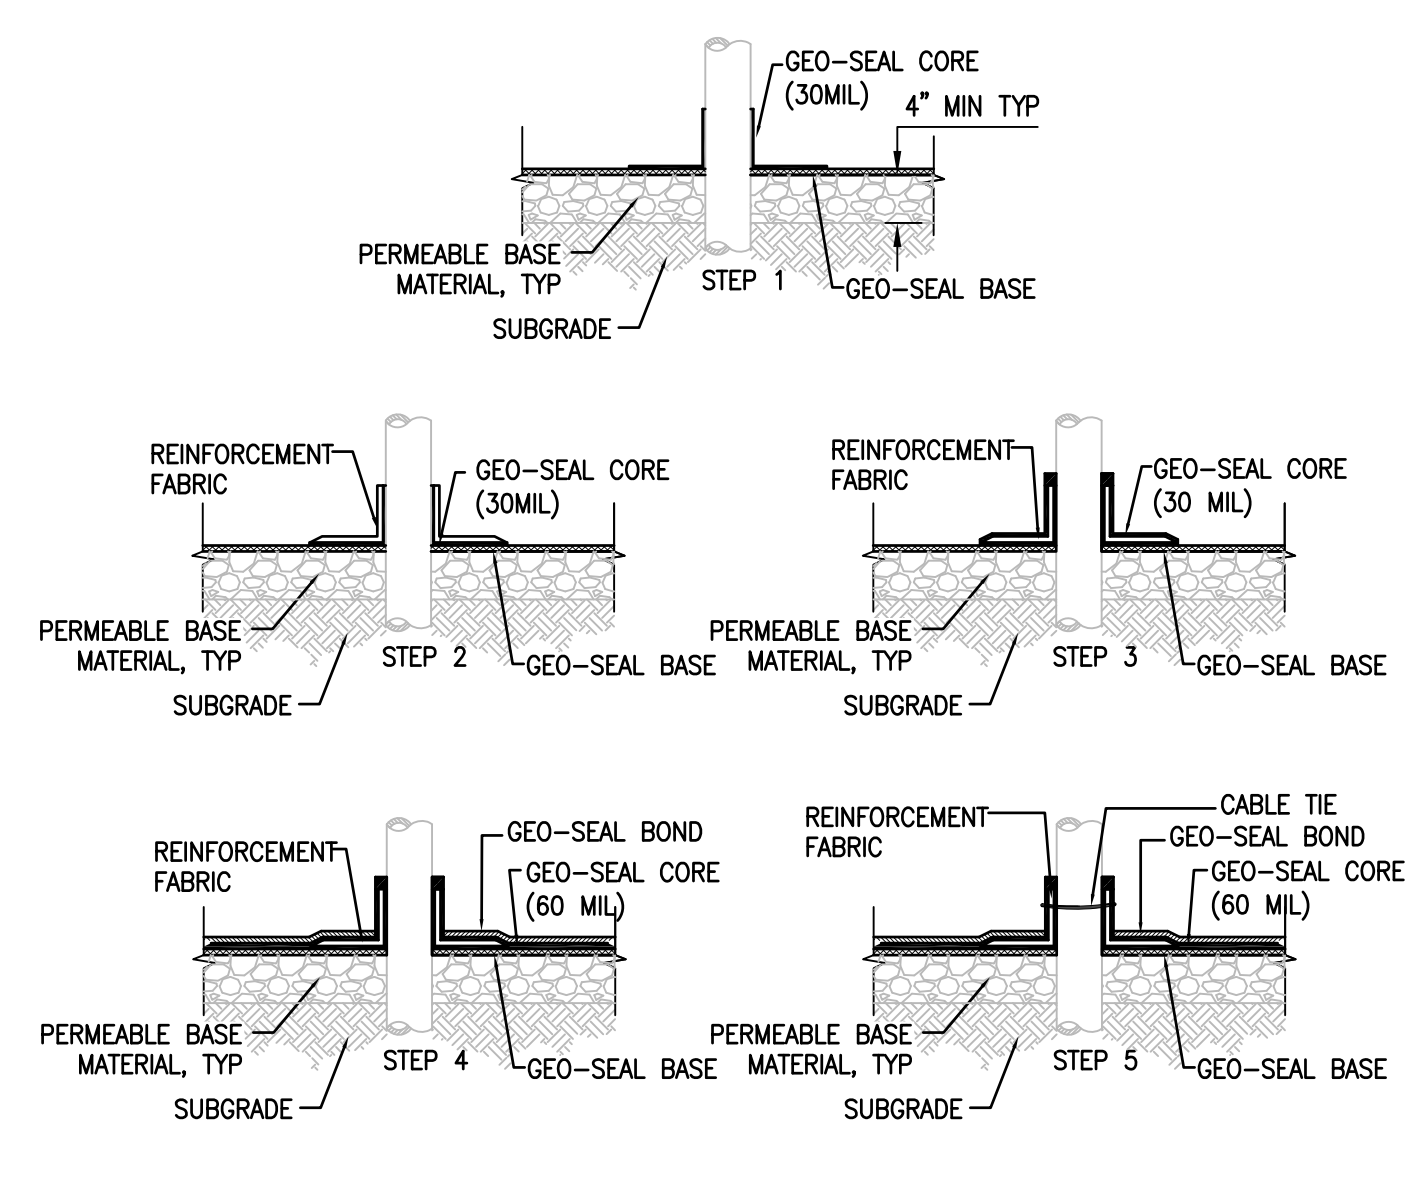 GEO-SEAL CORE
(30MIL)
4" MIN TYP
PERMEABLE BASE
MATERIAL, TYP
STEP 1
GEO-SEAL BASE
SUBGRADE
REINFORCEMENT
FABRIC
GEO-SEAL CORE
(30MIL)
PERMEABLE BASE
MATERIAL, TYP
STEP 2
GEO-SEAL BASE
SUBGRADE
REINFORCEMENT
FABRIC
GEO-SEAL CORE
(30 MIL)
PERMEABLE BASE
MATERIAL, TYP
STEP 3
GEO-SEAL BASE
SUBGRADE
GEO-SEAL BOND
REINFORCEMENT
FABRIC
GEO-SEAL CORE
(60 MIL)
PERMEABLE BASE
MATERIAL, TYP
STEP 4
GEO-SEAL BASE
SUBGRADE
CABLE TIE
REINFORCEMENT
FABRIC
GEO-SEAL BOND
GEO-SEAL CORE
(60 MIL)
PERMEABLE BASE
MATERIAL, TYP
STEP 5
GEO-SEAL BASE
SUBGRADE